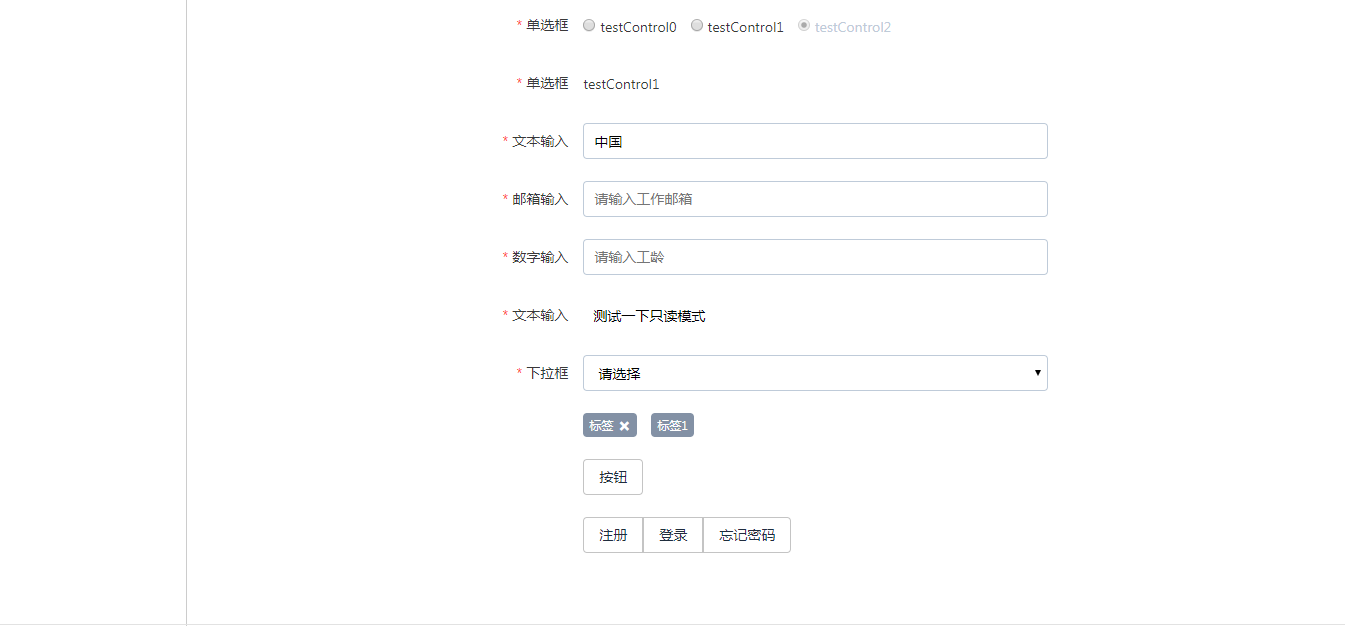 * 单选框 testControl0 testControl1 testControl2
* 单选框 testControl1
* 文本输入 中国
* 邮箱输入 请输入工作邮箱
* 数字输入 请输入工龄
* 文本输入 测试一下只读模式
* 下拉框 请选择
标签 标签1
按钮
注册 登录 忘记密码